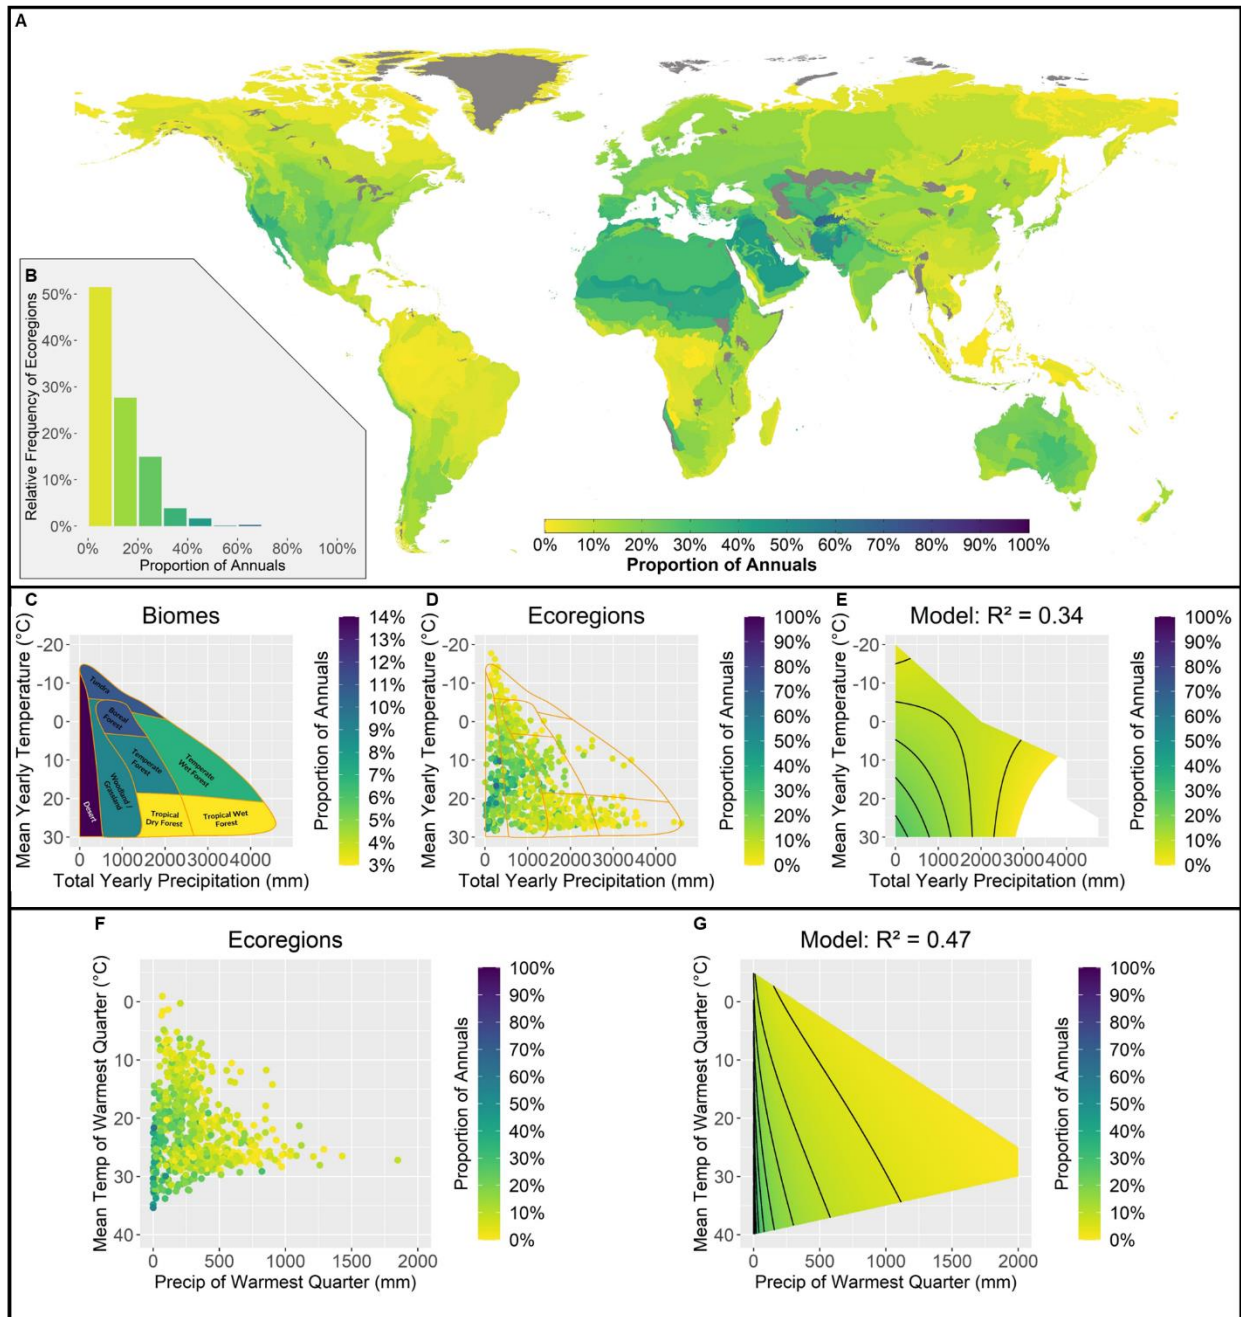 A
B
Relative Frequency of Ecoregions
50%
40%
30%
20%
10%
0%
0% 20% 40% 60% 80% 100%
Proportion of Annuals
0% 10% 20% 30% 40% 50% 60% 70% 80% 90% 100%
Proportion of Annuals
C
Biomes
Mean Yearly Temperature (°C)
-20
-10
0
10
20
30
Tundra
Boreal
Forest
Temperate
Forest
Temperate
Wet Forest
Woodland /
Grassland
Desert
Tropical
Dry Forest
Tropical Wet
Forest
0 1000 2000 3000 4000
Total Yearly Precipitation (mm)
Proportion of Annuals
14%
13%
12%
11%
10%
9%
8%
7%
6%
5%
4%
3%
D
Ecoregions
Mean Yearly Temperature (°C)
-20
-10
0
10
20
30
0 1000 2000 3000 4000
Total Yearly Precipitation (mm)
Proportion of Annuals
100%
90%
80%
70%
60%
50%
40%
30%
20%
10%
0%
E
Model: R² = 0.34
Mean Yearly Temperature (°C)
-20
-10
0
10
20
30
0 1000 2000 3000 4000
Total Yearly Precipitation (mm)
Proportion of Annuals
100%
90%
80%
70%
60%
50%
40%
30%
20%
10%
0%
F
Ecoregions
Mean Temp of Warmest Quarter (°C)
0
10
20
30
40
0 500 1000 1500 2000
Precip of Warmest Quarter (mm)
Proportion of Annuals
100%
90%
80%
70%
60%
50%
40%
30%
20%
10%
0%
G
Model: R² = 0.47
Mean Temp of Warmest Quarter (°C)
0
10
20
30
40
0 500 1000 1500 2000
Precip of Warmest Quarter (mm)
Proportion of Annuals
100%
90%
80%
70%
60%
50%
40%
30%
20%
10%
0%